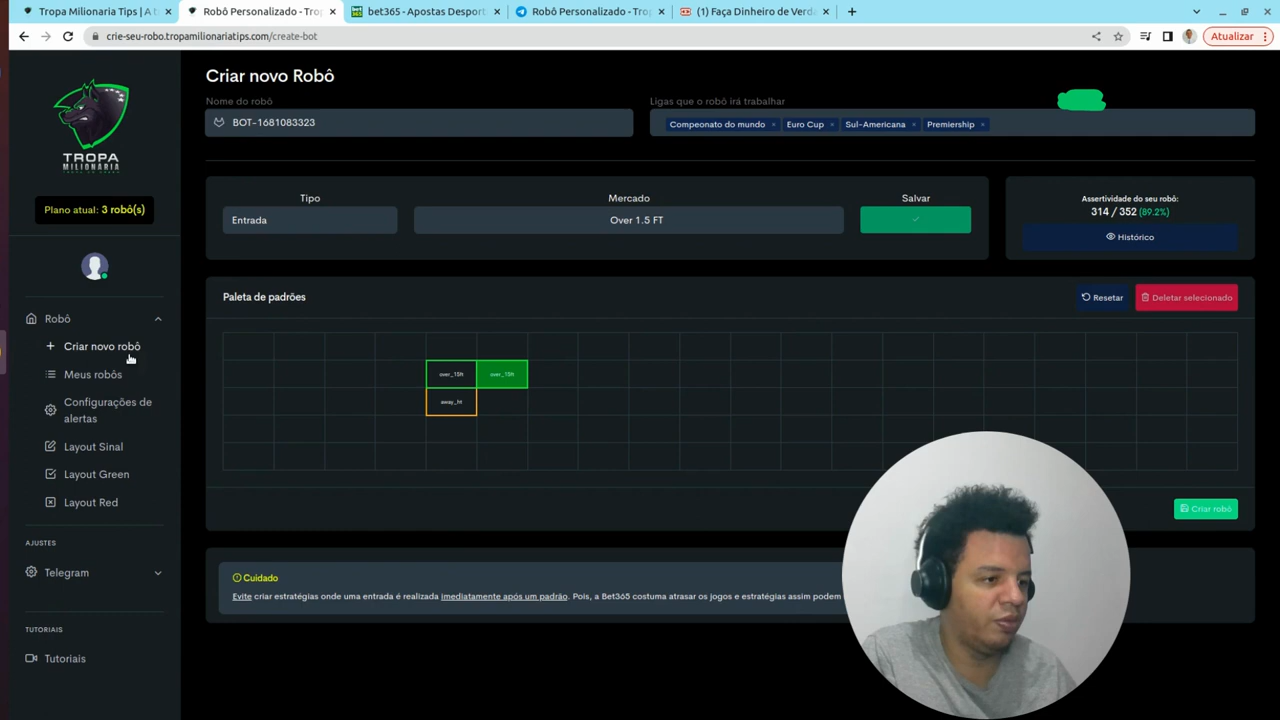 Tropa Milionaria Tips | A t
Robô Personalizado - Trop
bet365 - Apostas Desport
Robô Personalizado - Trop
(1) Faça Dinheiro de Verd
crie-seu-robo.tropamilionariatips.com/create-bot
Atualizar
TROPA
MILIONÁRIA
Plano atual: 3 robô(s)
Robô
Criar novo robô
Meus robôs
Configurações de
alertas
Layout Sinal
Layout Green
Layout Red
AJUSTES
Telegram
TUTORIAIS
Tutoriais
Criar novo Robô
Nome do robô
BOT-1681083323
Ligas que o robô irá trabalhar
Compeonato do mundo × Euro Cup × Sul-Americana × Premiership ×
Tipo
Entrada
Mercado
Over 1.5 FT
Salvar
Assertividade do seu robô:
314 / 352 (89.2%)
Histórico
Paleta de padrões
Resetar
Deletar selecionado
over_15ft over_15ft
away_ht
Criar robô
Cuidado
Evite criar estratégias onde uma entrada é realizada imediatamente após um padrão. Pois, a Bet365 costuma atrasar os jogos e estratégias assim podem